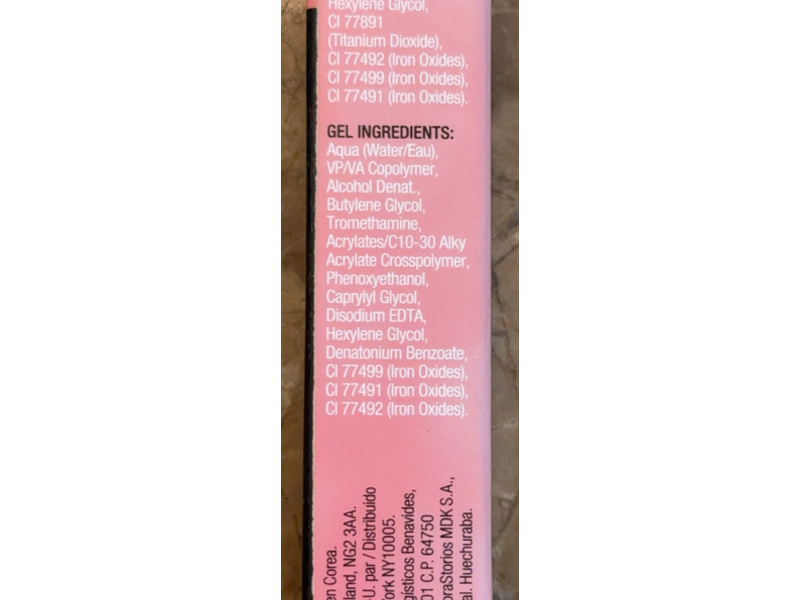 Hexylene Glycol,
CI 77891
(Titanium Dioxide),
CI 77492 (Iron Oxides),
CI 77499 (Iron Oxides),
CI 77491 (Iron Oxides).
GEL INGREDIENTS:
Aqua (Water/Eau),
VP/VA Copolymer,
Alcohol Denat.,
Butylene Glycol,
Tromethamine,
Acrylates/C10-30 Alky
Acrylate Crosspolymer,
Phenoxyethanol,
Caprylyl Glycol,
Disodium EDTA,
Hexylene Glycol,
Denatonium Benzoate,
CI 77499 (Iron Oxides),
CI 77491 (Iron Oxides),
CI 77492 (Iron Oxides).
en Corea.
land, NG2 3AA.
-U. par / Distribuido
ork NY10005.
gísticos Benavides,
01 C.P. 64750
oraStorios MDK S.A.,
al. Huechuraba.